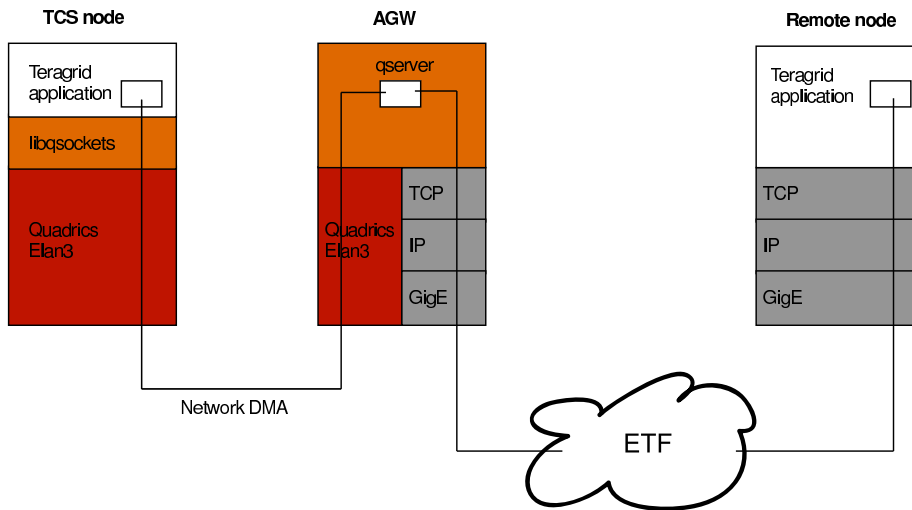 TCS node
AGW
Remote node
Teragrid
application
libqsockets
Quadrics
Elan3
qserver
Quadrics
Elan3
TCP
IP
GigE
Teragrid
application
TCP
IP
GigE
Network DMA
ETF